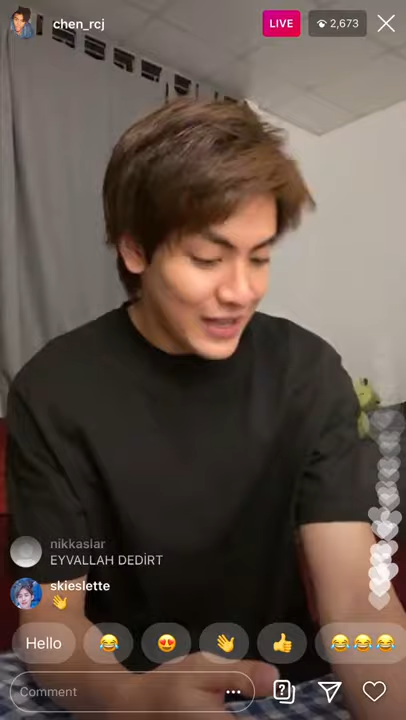 chen_rcj
LIVE
2,673
nikkaslar
EYVALLAH DEDİRT
skieslette
👋
Hello 😂 😍 👋 👍 😂😂😂
Comment